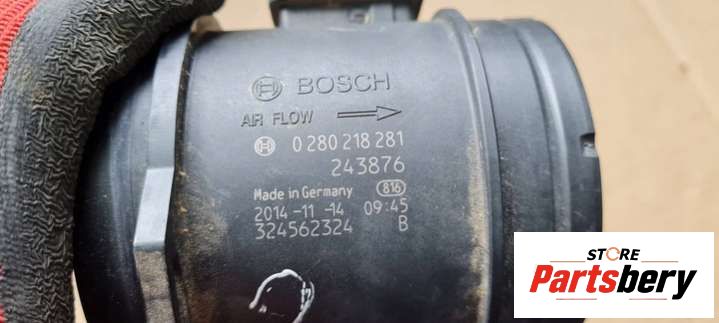 BOSCH
AIR FLOW
0 280 218 281
243876
Made in Germany 816
2014-11-14 09:45
324562324 B
STORE
Partsbery